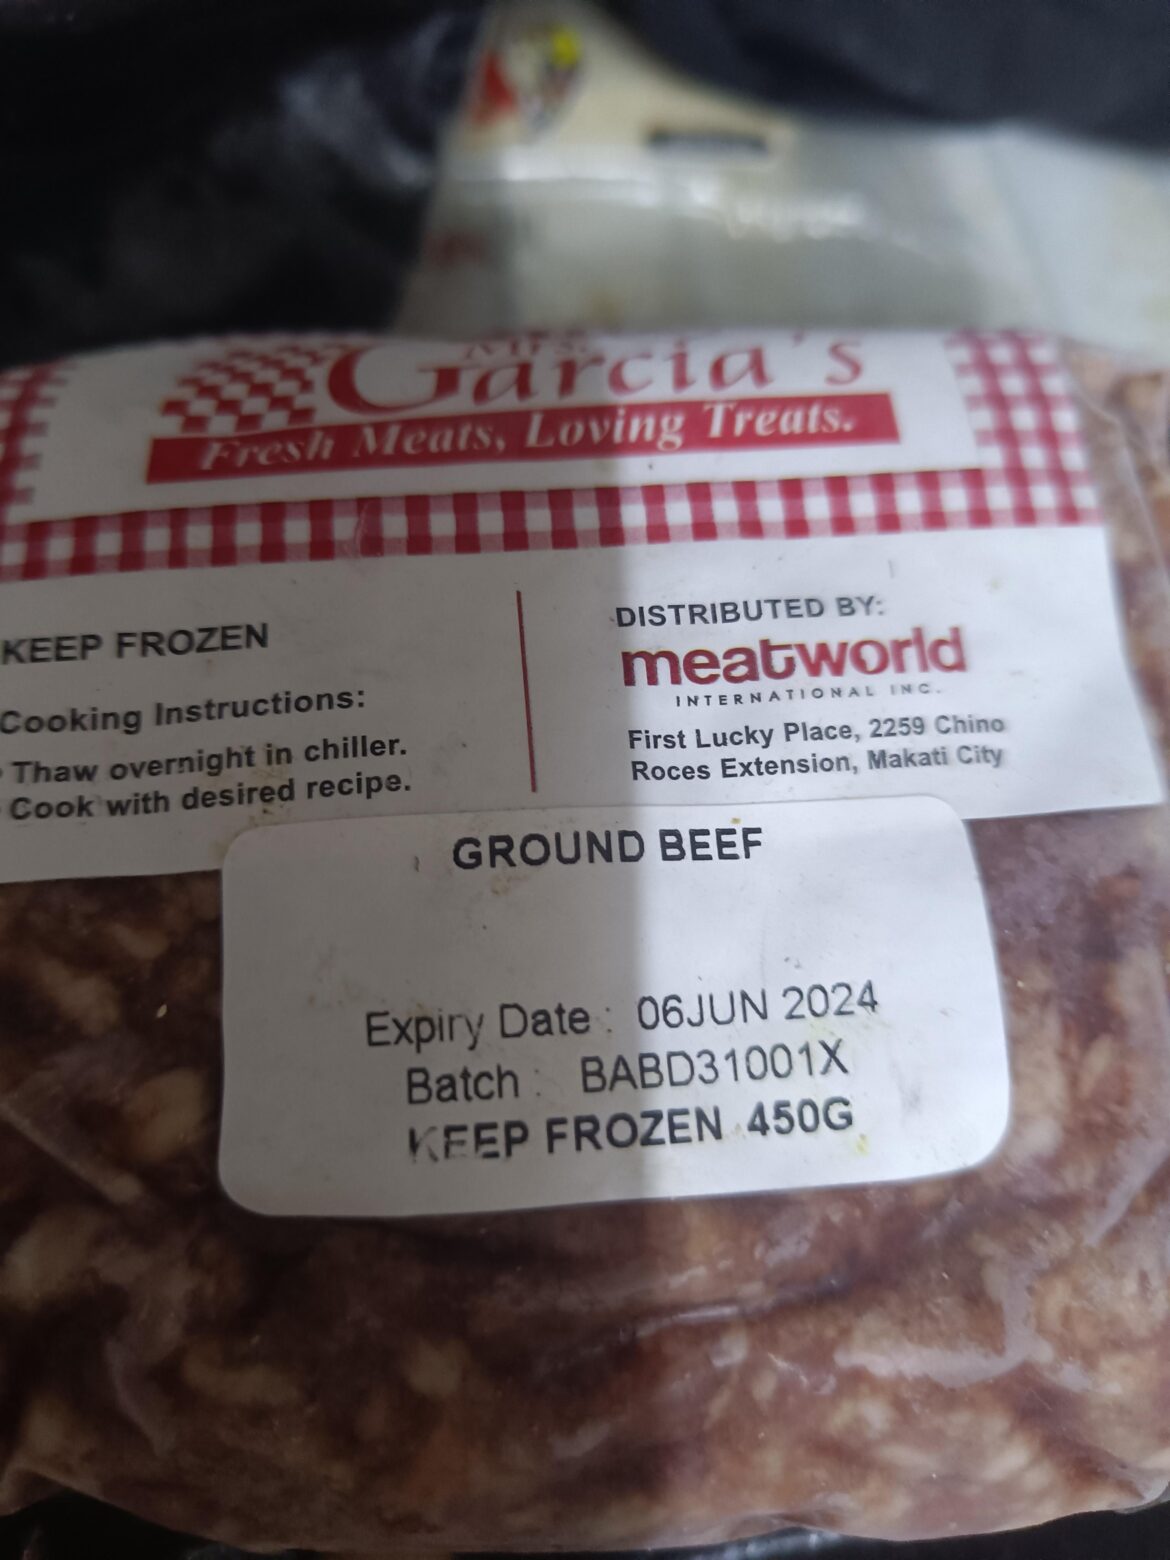 Mrs.
Garcia's
Fresh Meats, Loving Treats.
KEEP FROZEN
Cooking Instructions:
Thaw overnight in chiller.
Cook with desired recipe.
DISTRIBUTED BY:
meatworld
INTERNATIONAL INC.
First Lucky Place, 2259 Chino
Roces Extension, Makati City
GROUND BEEF
Expiry Date : 06JUN 2024
Batch : BABD31001X
KEEP FROZEN 450G